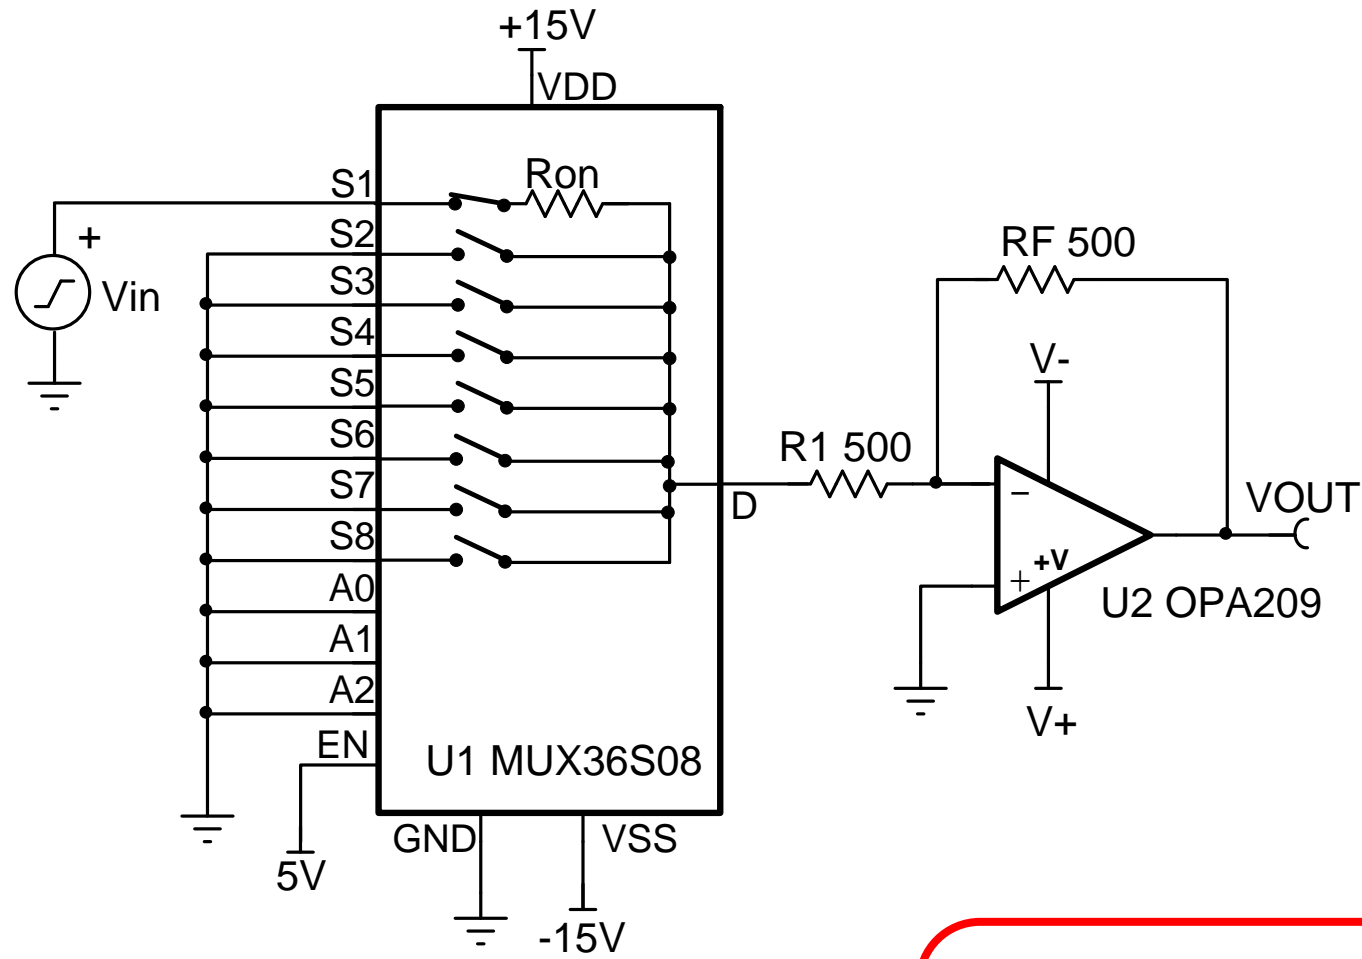 +15V
VDD
S1
Ron
S2
S3
S4
S5
S6
S7
S8
A0
A1
A2
EN
+
Vin
U1 MUX36S08
GND
VSS
5V
-15V
D
R1 500
RF 500
V-
−
+
+V
V+
U2 OPA209
VOUT